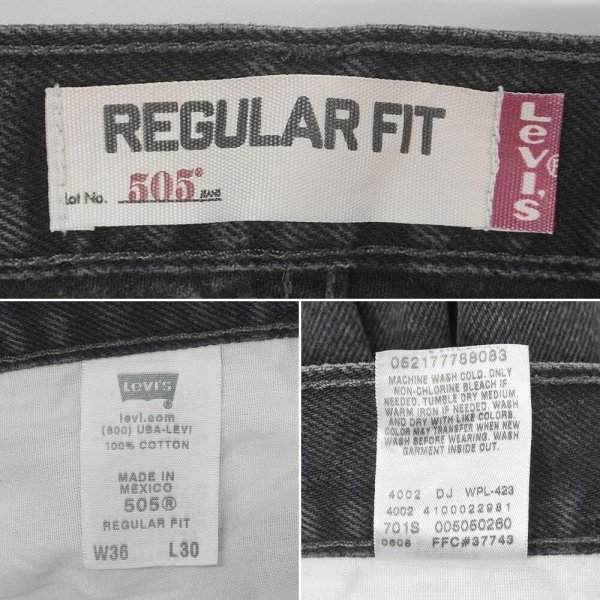 REGULAR FIT
Lot No. 505® JEANS
Levi's®
Levi's
levi.com
(800) USA-LEVI
100% COTTON
MADE IN
MEXICO
505®
REGULAR FIT
W36 L30
052177788083
MACHINE WASH COLD. ONLY
NON-CHLORINE BLEACH IF
NEEDED. TUMBLE DRY MEDIUM.
WARM IRON IF NEEDED. WASH
AND DRY WITH LIKE COLORS.
COLOR MAY TRANSFER WHEN NEW
WASH BEFORE WEARING. WASH
GARMENT INSIDE OUT.
4002 DJ WPL-423
4002 4100022981
701S 005050260
0608 FFC#37743